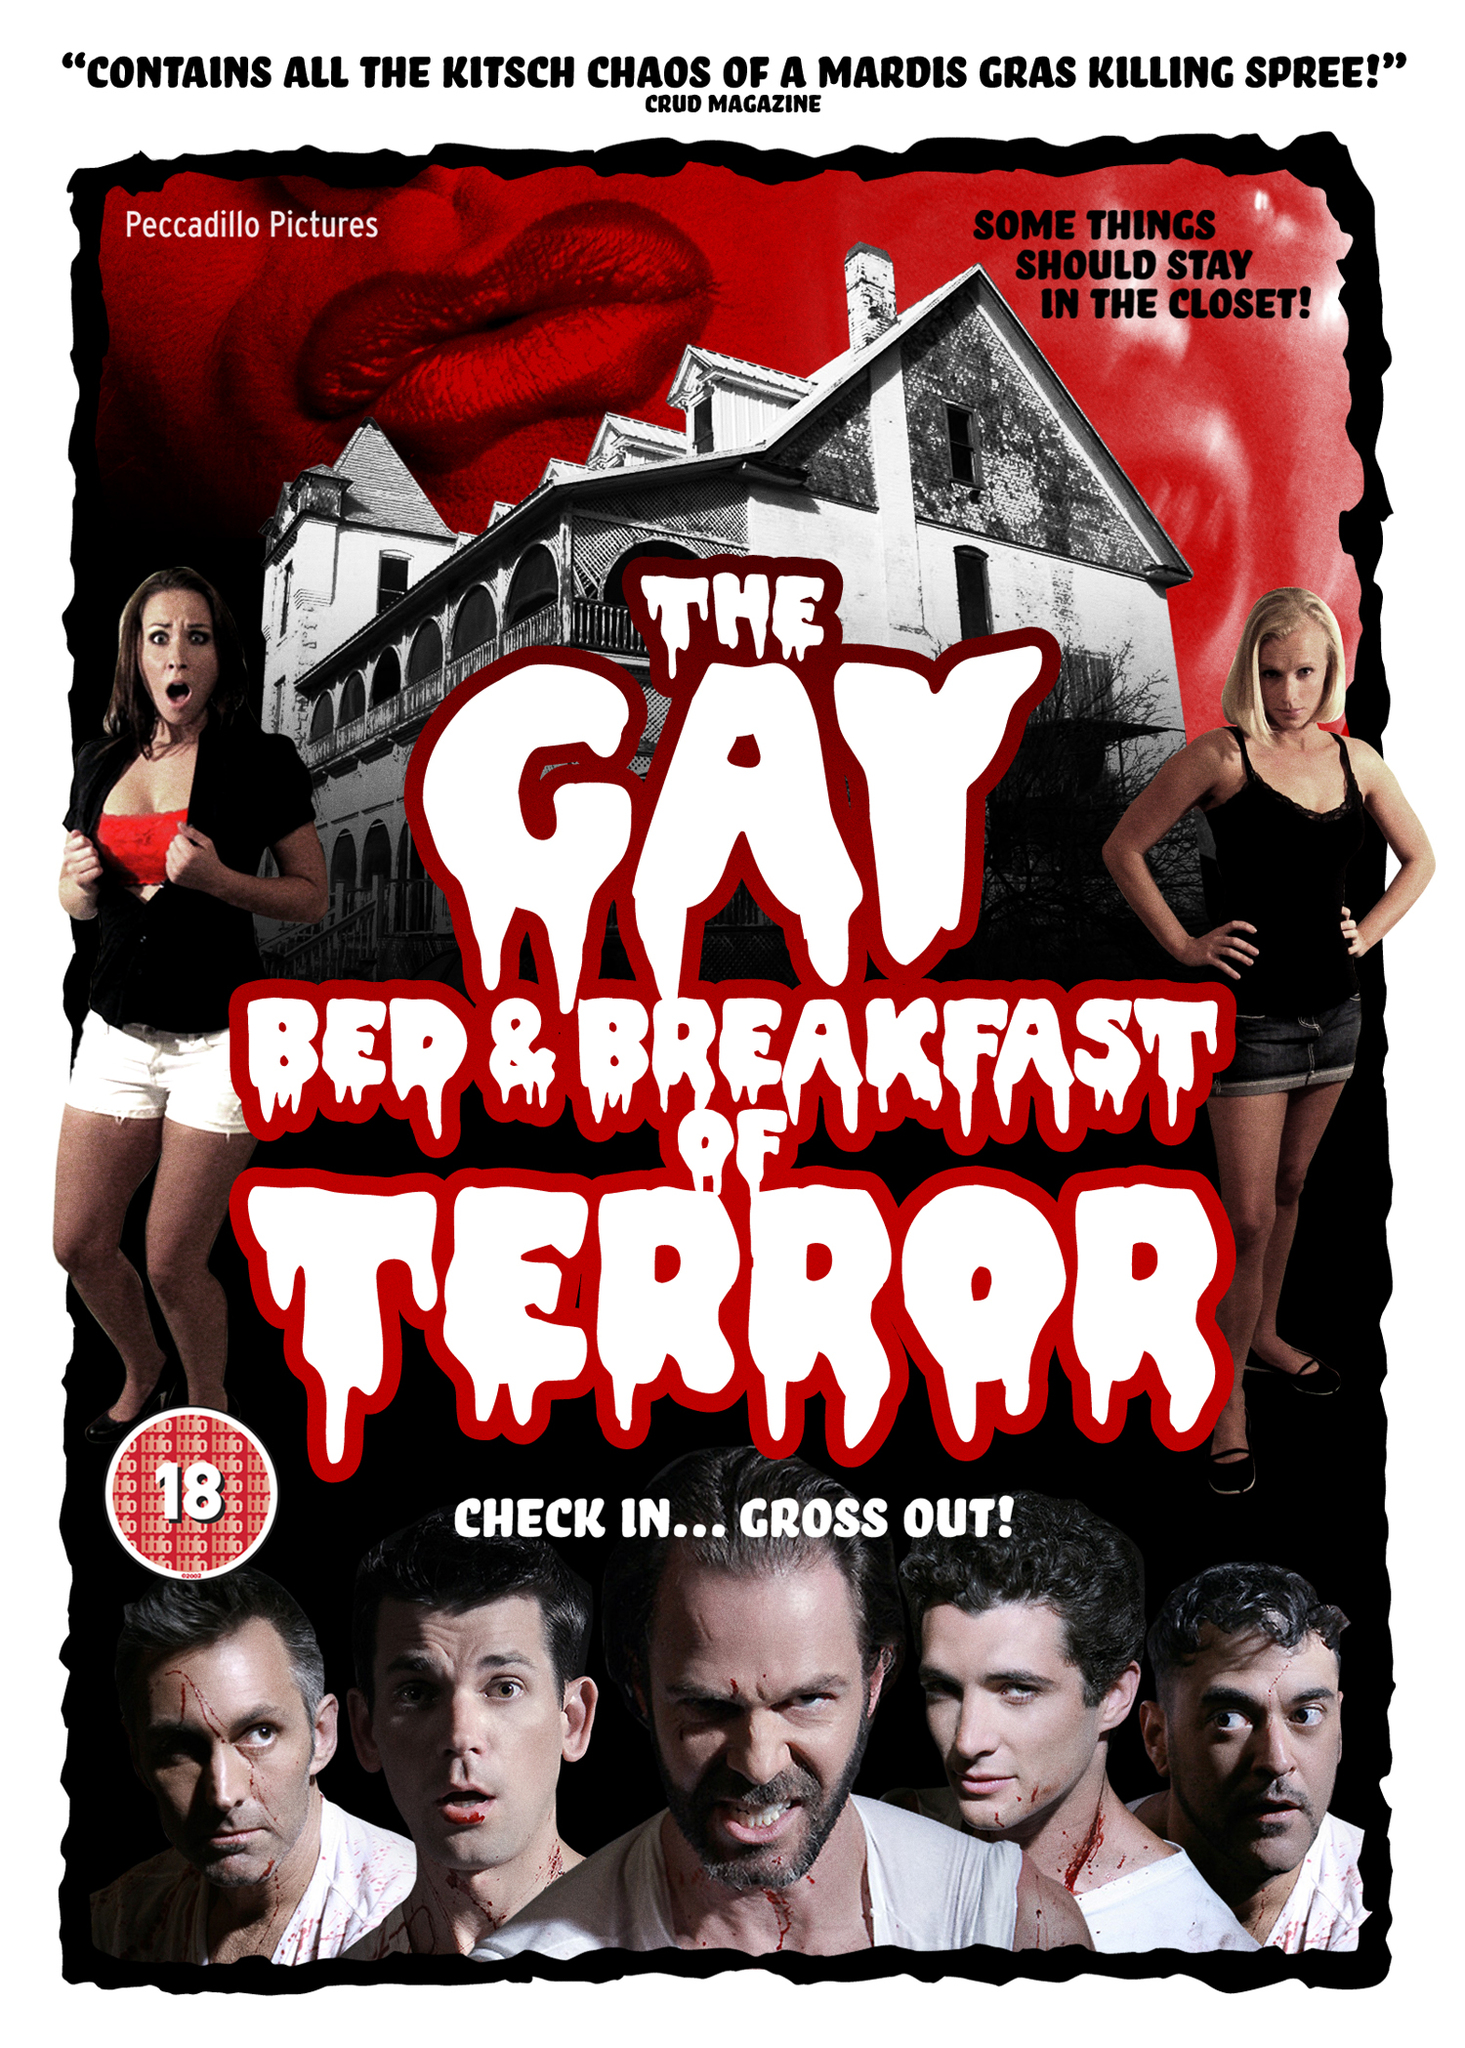 “CONTAINS ALL THE KITSCH CHAOS OF A MARDIS GRAS KILLING SPREE!”
CRUD MAGAZINE
Peccadillo Pictures
SOME THINGS
SHOULD STAY
IN THE CLOSET!
THE
GAY
BED & BREAKFAST
OF
TERROR
18
©2002
CHECK IN... GROSS OUT!